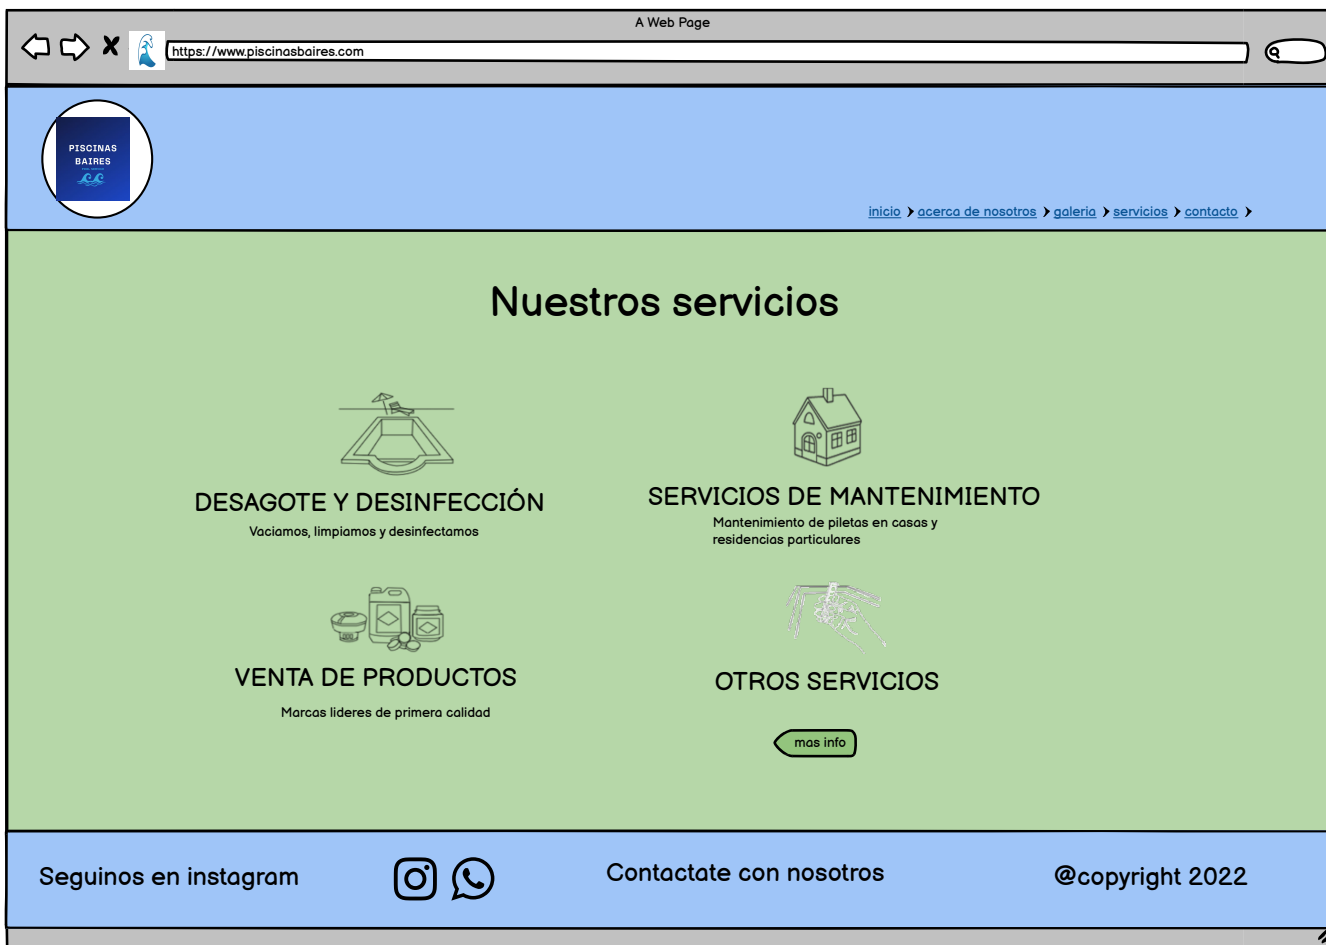 A Web Page
https://www.piscinasbaires.com
PISCINAS
BAIRES
inicio acerca de nosotros galeria servicios contacto
Nuestros servicios
DESAGOTE Y DESINFECCIÓN
Vaciamos, limpiamos y desinfectamos
SERVICIOS DE MANTENIMIENTO
Mantenimiento de piletas en casas y
residencias particulares
VENTA DE PRODUCTOS
Marcas lideres de primera calidad
OTROS SERVICIOS
mas info
Seguinos en instagram
Contactate con nosotros
@copyright 2022